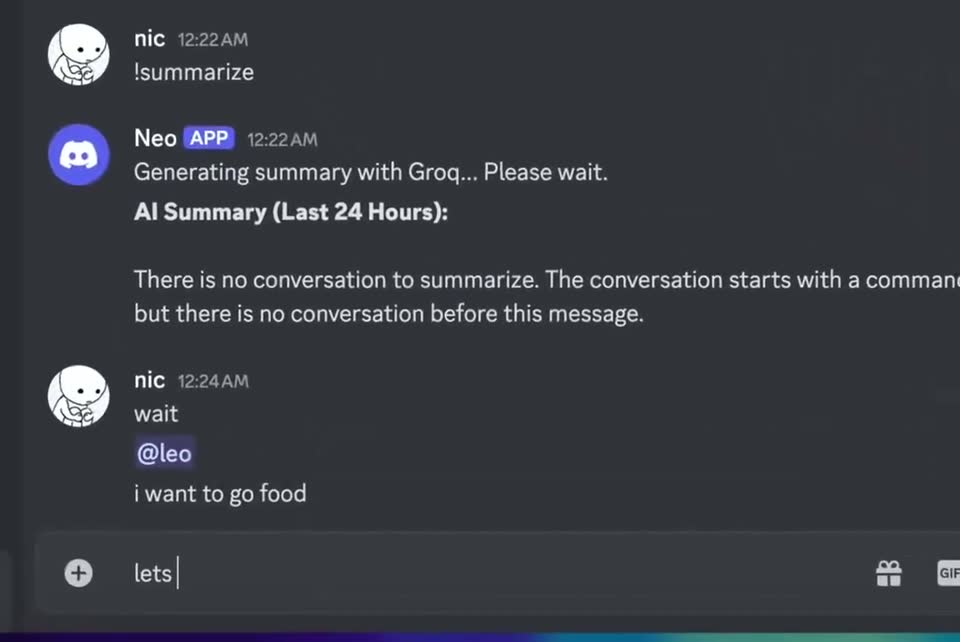 nic 12:22 AM
!summarize
Neo APP 12:22 AM
Generating summary with Groq... Please wait.
AI Summary (Last 24 Hours):
There is no conversation to summarize. The conversation starts with a
but there is no conversation before this message.
nic 12:24 AM
wait
@leo
i want to go food
lets
GIF